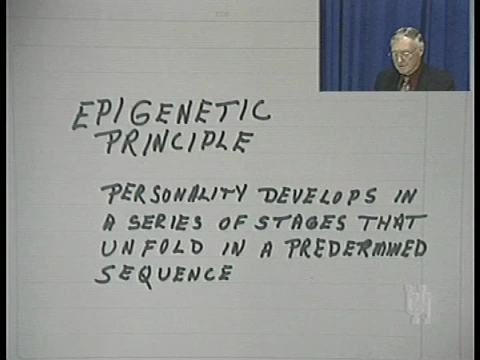 EPIGENETIC
PRINCIPLE
PERSONALITY DEVELOPS IN
A SERIES OF STAGES THAT
UNFOLD IN A PREDERMINED
SEQUENCE